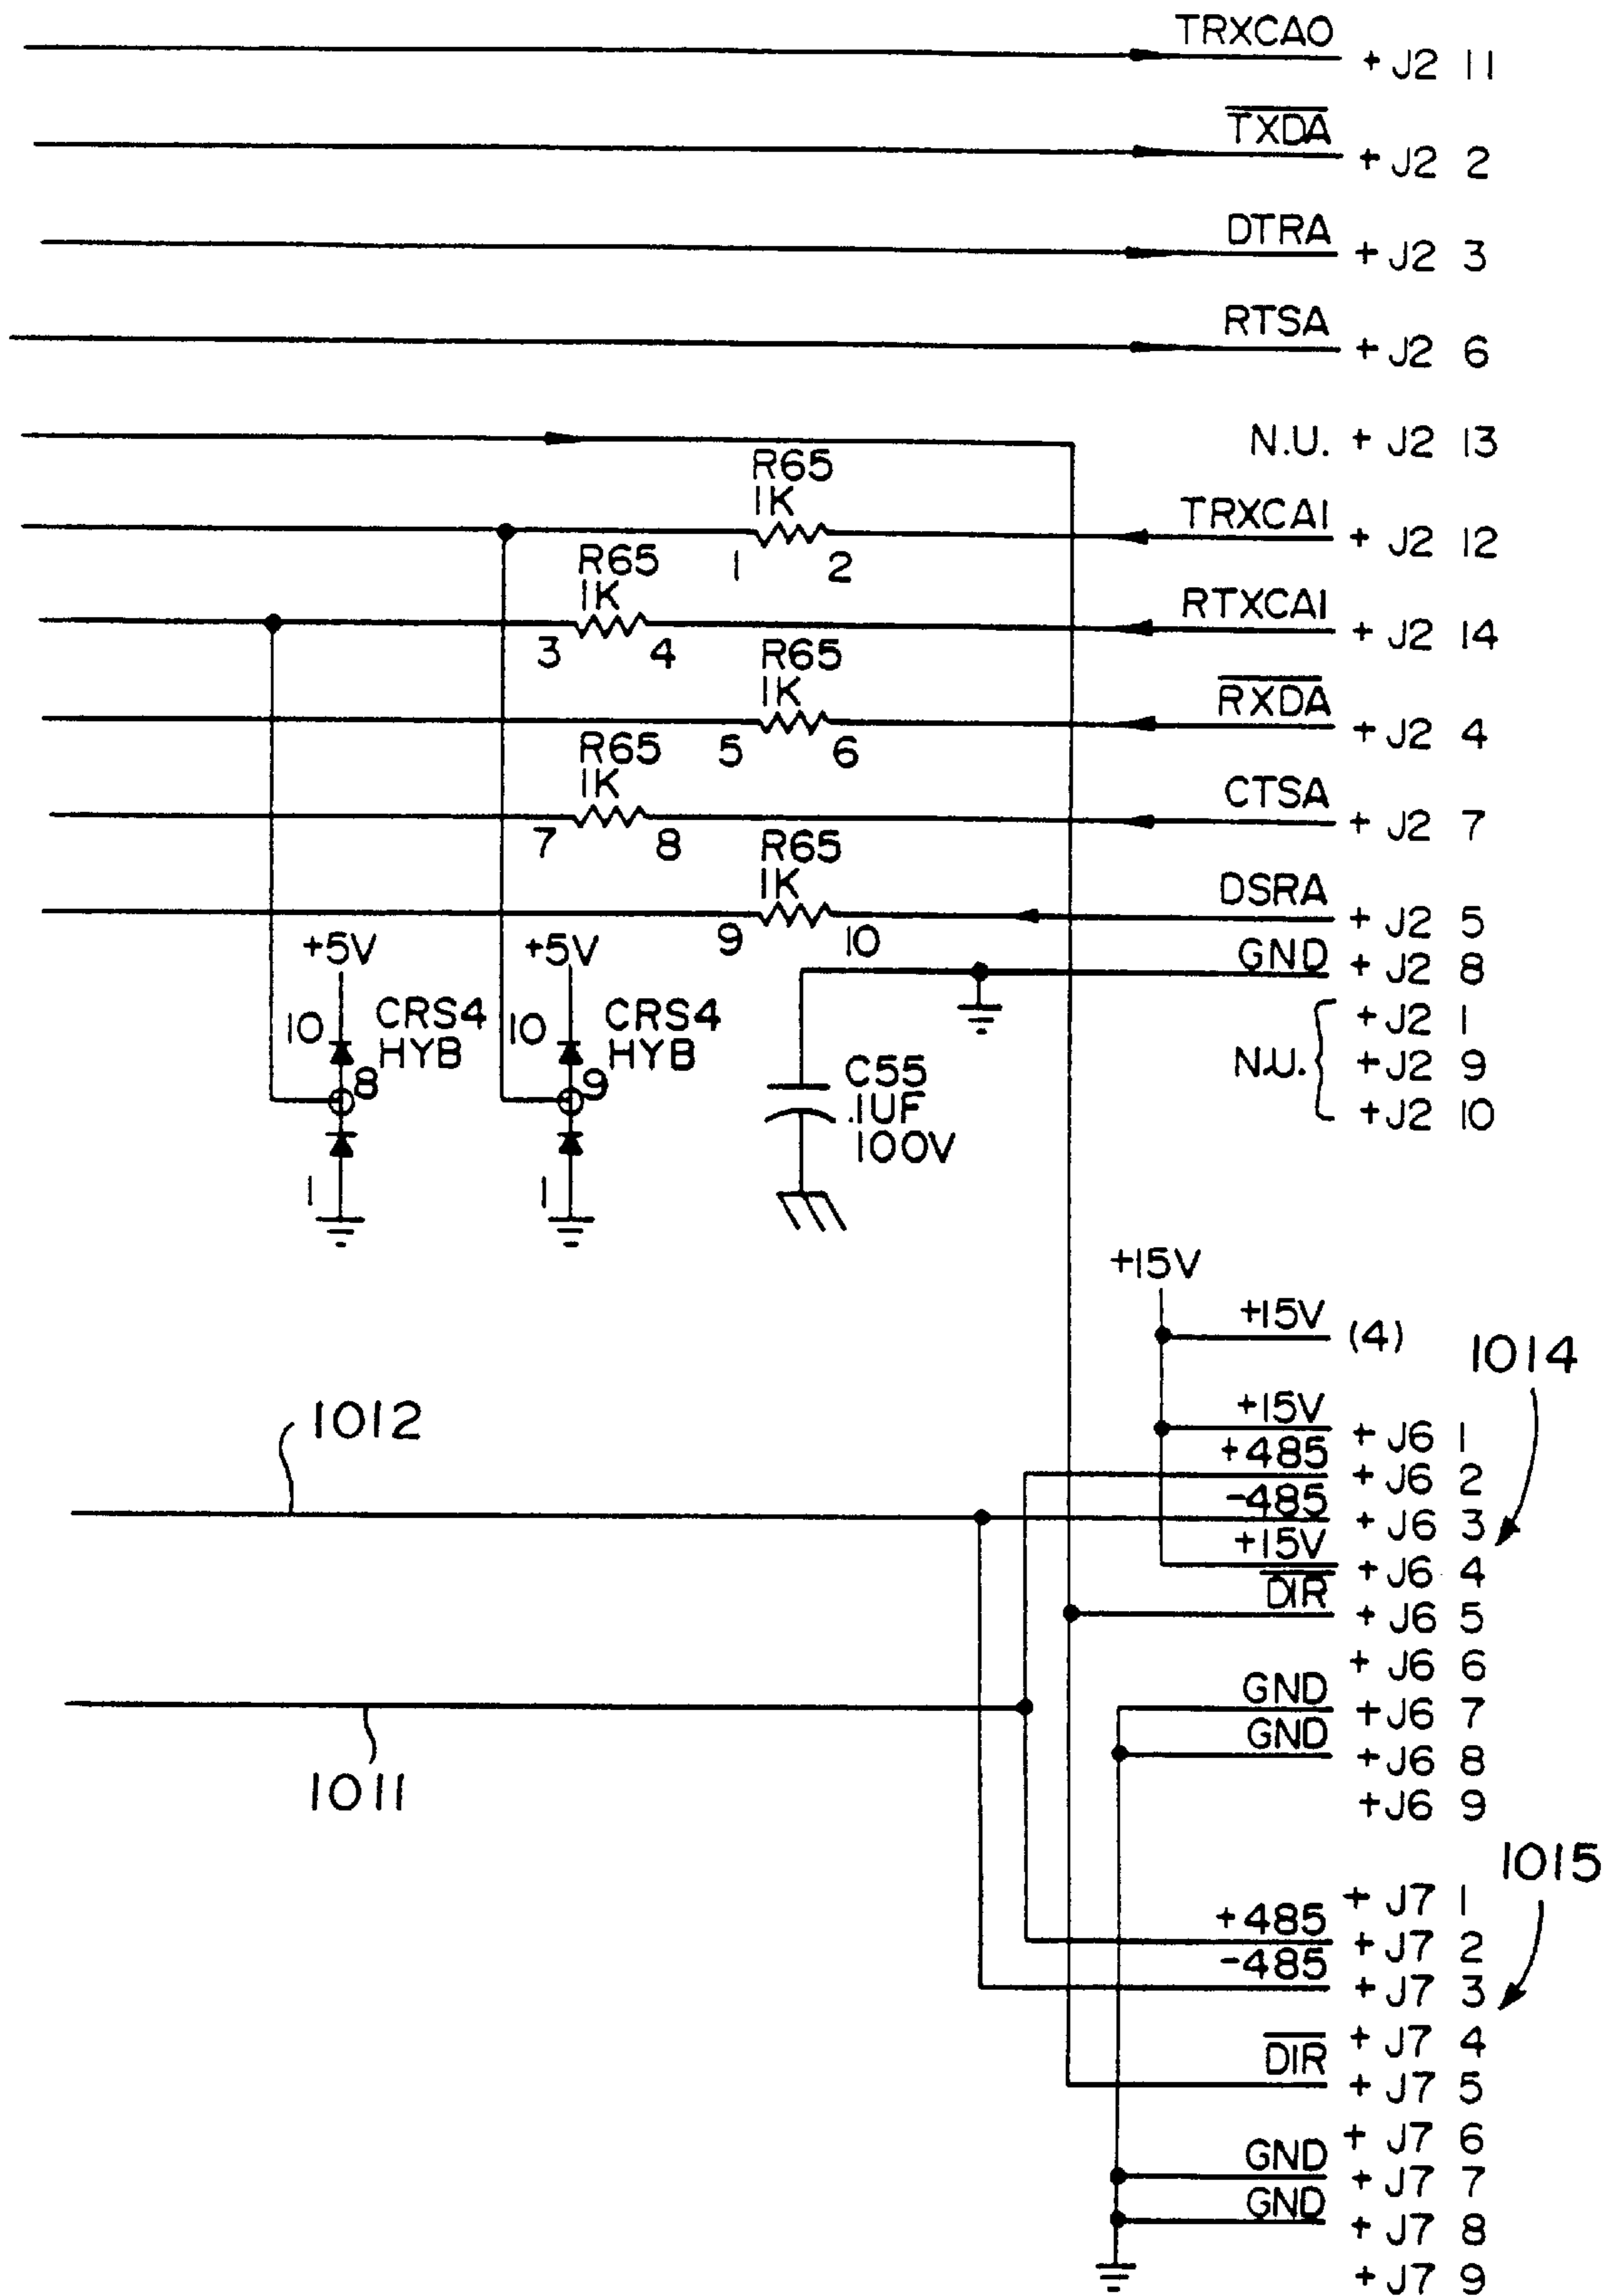 TRXCAO + J2 11
TXDA + J2 2
DTRA + J2 3
RTSA + J2 6
N.U. + J2 13
R65
1K
1 2
TRXCAI + J2 12
R65
1K
3 4
RTXCAI + J2 14
R65
1K
5 6
RXDA + J2 4
R65
1K
7 8
CTSA + J2 7
R65
1K
9 10
DSRA + J2 5
GND + J2 8
N.U. { + J2 1
+ J2 9
+ J2 10
+5V
10
CRS4
HYB
8
1
+5V
10
CRS4
HYB
9
1
C55
.1UF
100V
+15V
+15V (4)
1014
+15V + J6 1
+485 + J6 2
-485 + J6 3
+15V + J6 4
DIR + J6 5
+ J6 6
GND + J6 7
GND + J6 8
+ J6 9
1012
1011
1015
+ J7 1
+485 + J7 2
-485 + J7 3
+ J7 4
DIR + J7 5
+ J7 6
GND + J7 7
GND + J7 8
+ J7 9